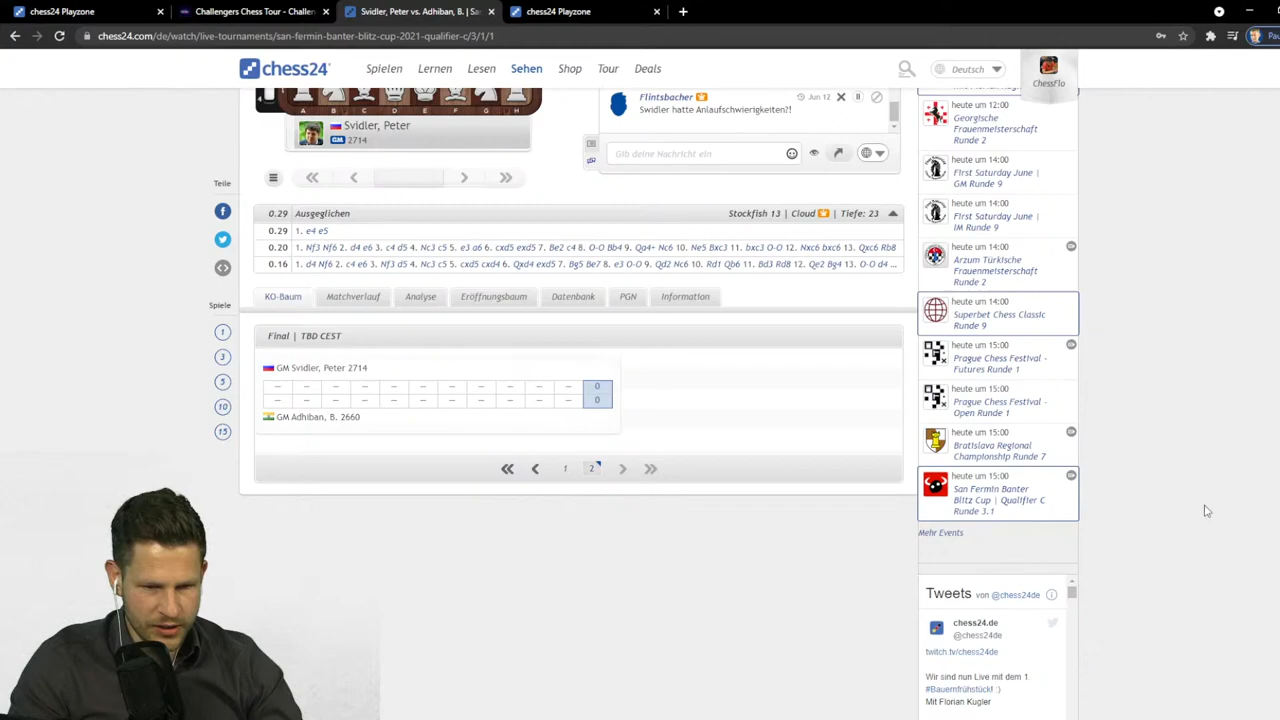 chess24 Playzone
Challengers Chess Tour - Challen
Svidler, Peter vs. Adhiban, B. | San
chess24 Playzone
chess24.com/de/watch/live-tournaments/san-fermin-banter-blitz-cup-2021-qualifier-c/3/1/1
chess24
Spielen Lernen Lesen Sehen Shop Tour Deals
Deutsch
ChessFlo
A B C D E F G H
Svidler, Peter
GM 2714
Flintsbacher
Jun 12
Swidler hatte Anlaufschwierigkeiten?!
Gib deine Nachricht ein
Teile
0.29 Ausgeglichen
Stockfish 13 | Cloud | Tiefe: 23
0.29 1. e4 e5
0.20 1. Nf3 Nf6 2. d4 e6 3. c4 d5 4. Nc3 c5 5. e3 a6 6. cxd5 exd5 7. Be2 c4 8. O-O Bb4 9. Qa4+ Nc6 10. Ne5 Bxc3 11. bxc3 O-O 12. Nxc6 bxc6 13. Qxc6 Rb8
0.16 1. d4 Nf6 2. c4 e6 3. Nf3 d5 4. Nc3 c5 5. cxd5 cxd4 6. Qxd4 exd5 7. Bg5 Be7 8. e3 O-O 9. Qd2 Nc6 10. Rd1 Qb6 11. Bd3 Rd8 12. Qe2 Bg4 13. O-O d4 ...
KO-Baum Matchverlauf Analyse Eröffnungsbaum Datenbank PGN Information
Spiele
1
3
5
10
15
Final | TBD CEST
GM Svidler, Peter 2714
– – – – – – – – – – – 0
– – – – – – – – – – – 0
GM Adhiban, B. 2660
1 2
heute um 12:00
Georgische
Frauenmeisterschaft
Runde 2
heute um 14:00
First Saturday June |
GM Runde 9
heute um 14:00
First Saturday June |
IM Runde 9
heute um 14:00
Arzum Türkische
Frauenmeisterschaft
Runde 2
heute um 14:00
Superbet Chess Classic
Runde 9
heute um 15:00
Prague Chess Festival -
Futures Runde 1
heute um 15:00
Prague Chess Festival -
Open Runde 1
heute um 15:00
Bratislava Regional
Championship Runde 7
heute um 15:00
San Fermin Banter
Blitz Cup | Qualifier C
Runde 3.1
Mehr Events
Tweets von @chess24de
chess24.de
@chess24de
twitch.tv/chess24de
Wir sind nun Live mit dem 1.
#Bauernfrühstück! :)
Mit Florian Kugler